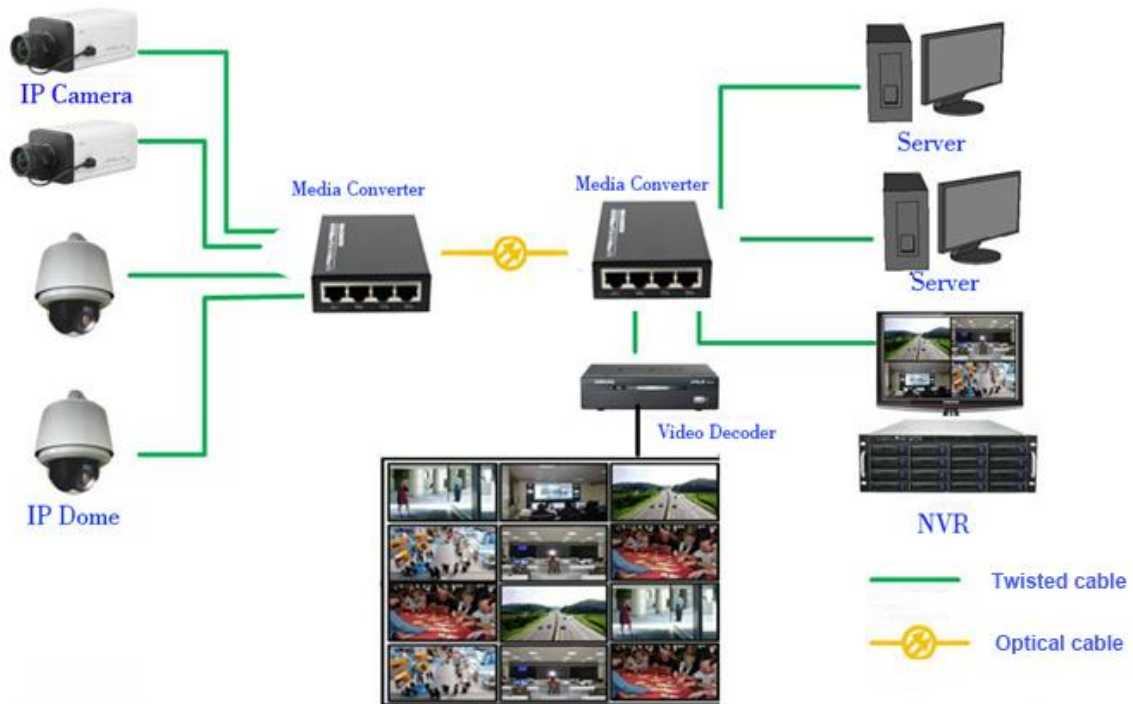 IP Camera
Media Converter
Media Converter
Server
Server
Video Decoder
IP Dome
NVR
Twisted cable
Optical cable